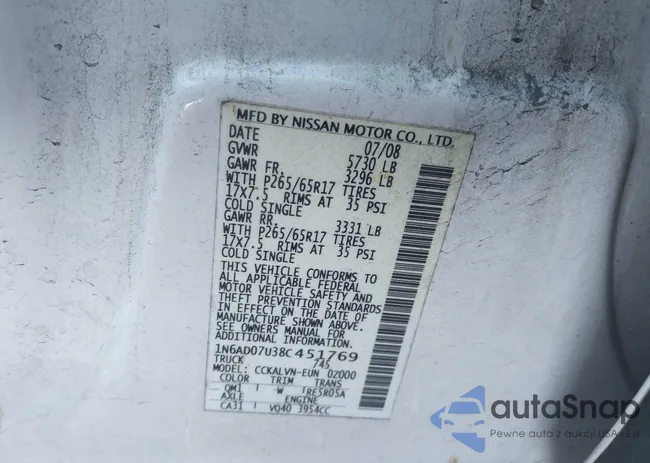 MFD BY NISSAN MOTOR CO., LTD.
DATE 07/08
GVWR 5730 LB
GAWR FR. 3296 LB
WITH P265/65R17 TIRES
17X7.5 RIMS AT 35 PSI
COLD SINGLE
GAWR RR. 3331 LB
WITH P265/65R17 TIRES
17X7.5 RIMS AT 35 PSI
COLD SINGLE
THIS VEHICLE CONFORMS TO
ALL APPLICABLE FEDERAL
MOTOR VEHICLE SAFETY AND
THEFT PREVENTION STANDARDS
IN EFFECT ON THE DATE OF
MANUFACTURE SHOWN ABOVE.
SEE OWNERS MANUAL FOR
ADDITIONAL INFORMATION.
1N6AD07U38C451769
TRUCK 745
MODEL: CCKALVN-EUN 0Z000
COLOR TRIM TRANS
QM1 W RE5R05A
AXLE ENGINE
CA31 VQ40 3954CC
autaSnap
Pewne auta z aukcji USA i EU